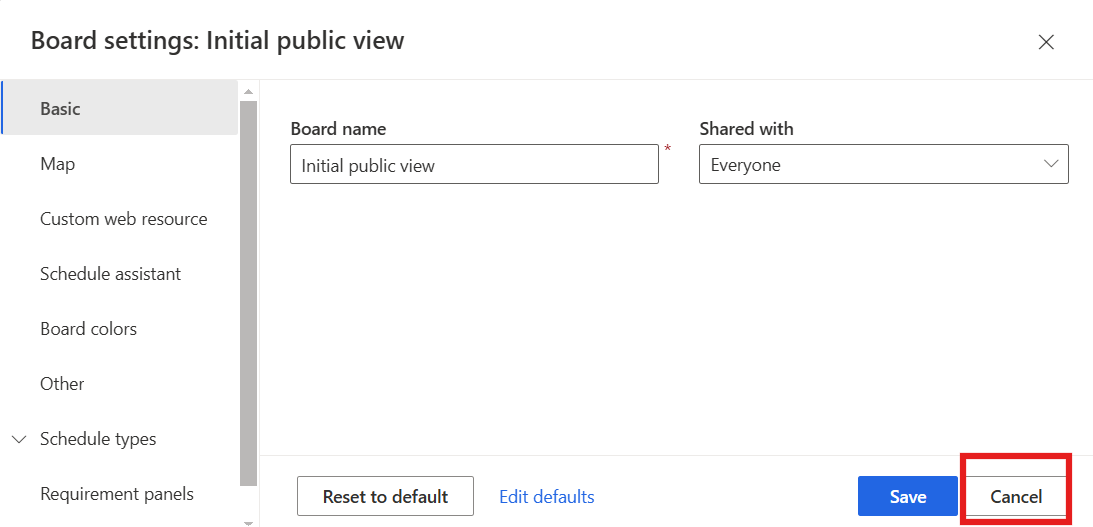 Board settings: Initial public view
Basic
Map
Custom web resource
Schedule assistant
Board colors
Other
Schedule types
Requirement panels
Board name
Initial public view
*
Shared with
Everyone
Reset to default
Edit defaults
Save
Cancel